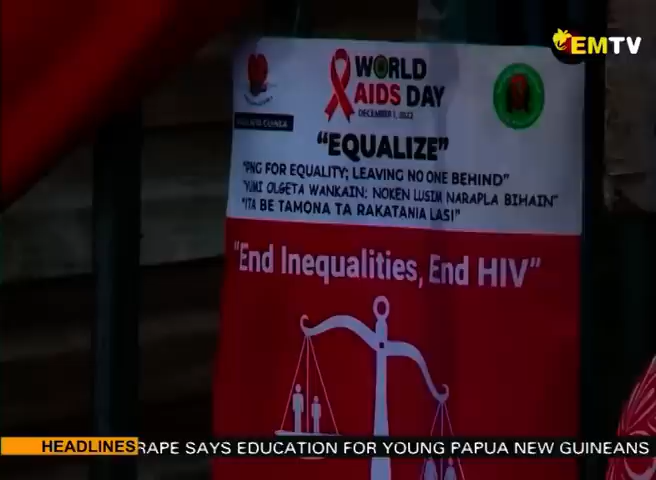 EMTV
WORLD
AIDS DAY
DECEMBER 1, 2022
"EQUALIZE"
"PNG FOR EQUALITY; LEAVING NO ONE BEHIND"
"YUMI OLGETA WANKAIN; NOKEN LUSIM NARAPLA BIHAIN"
"ITA BE TAMONA TA RAKATANIA LASI"
"End Inequalities, End HIV"
HEADLINES RAPE SAYS EDUCATION FOR YOUNG PAPUA NEW GUINEANS